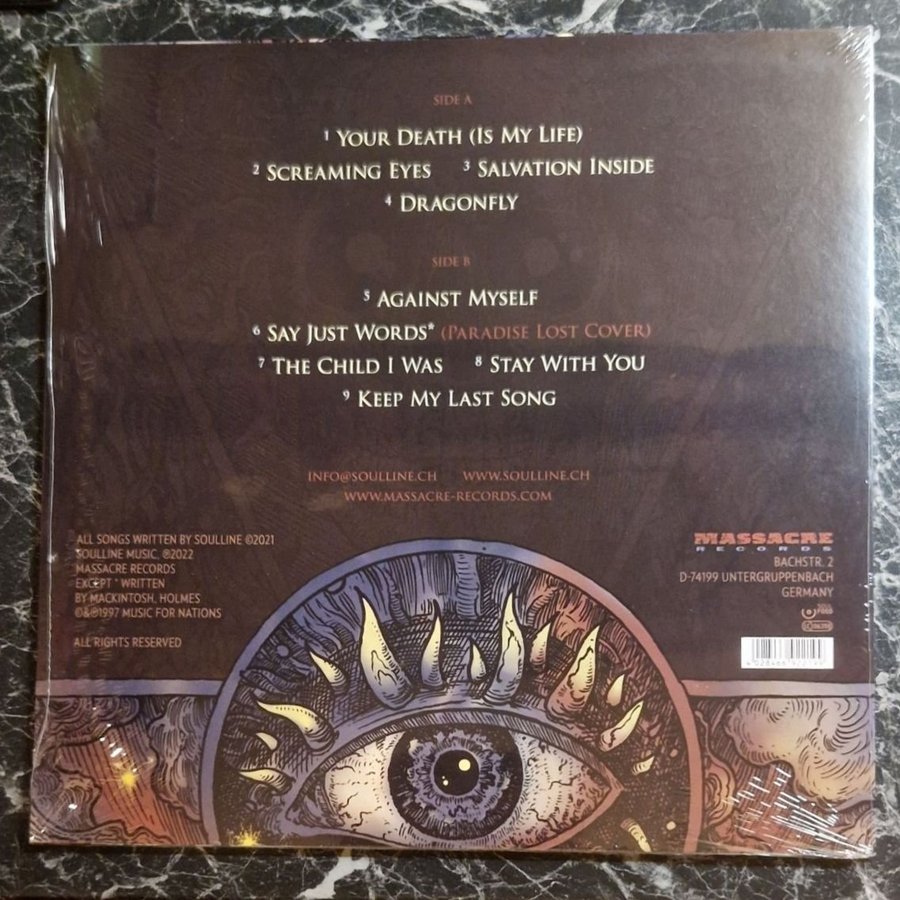 SIDE A
1 YOUR DEATH (IS MY LIFE)
2 SCREAMING EYES 3 SALVATION INSIDE
4 DRAGONFLY
SIDE B
5 AGAINST MYSELF
6 SAY JUST WORDS* (PARADISE LOST COVER)
7 THE CHILD I WAS 8 STAY WITH YOU
9 KEEP MY LAST SONG
INFO@SOULLINE.CH WWW.SOULLINE.CH
WWW.MASSACRE-RECORDS.COM
ALL SONGS WRITTEN BY SOULLINE ©2021
SOULLINE MUSIC, ℗2022
MASSACRE RECORDS
EXCEPT * WRITTEN
BY MACKINTOSH, HOLMES
©&℗1997 MUSIC FOR NATIONS
ALL RIGHTS RESERVED
MASSACRE
RECORDS
BACHSTR. 2
D-74199 UNTERGRUPPENBACH
GERMANY